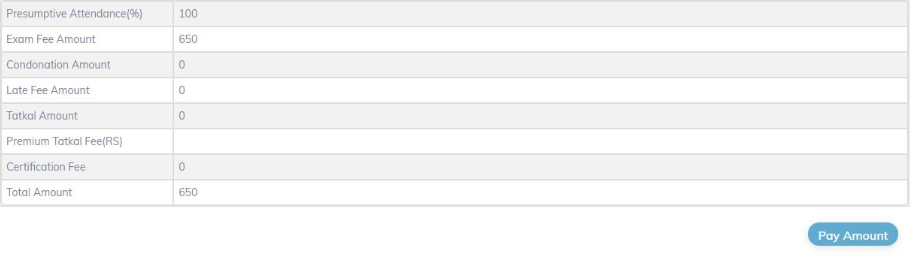 Presumptive Attendance(%) 100
Exam Fee Amount 650
Condonation Amount 0
Late Fee Amount 0
Tatkal Amount 0
Premium Tatkal Fee(RS)
Certification Fee 0
Total Amount 650
Pay Amount